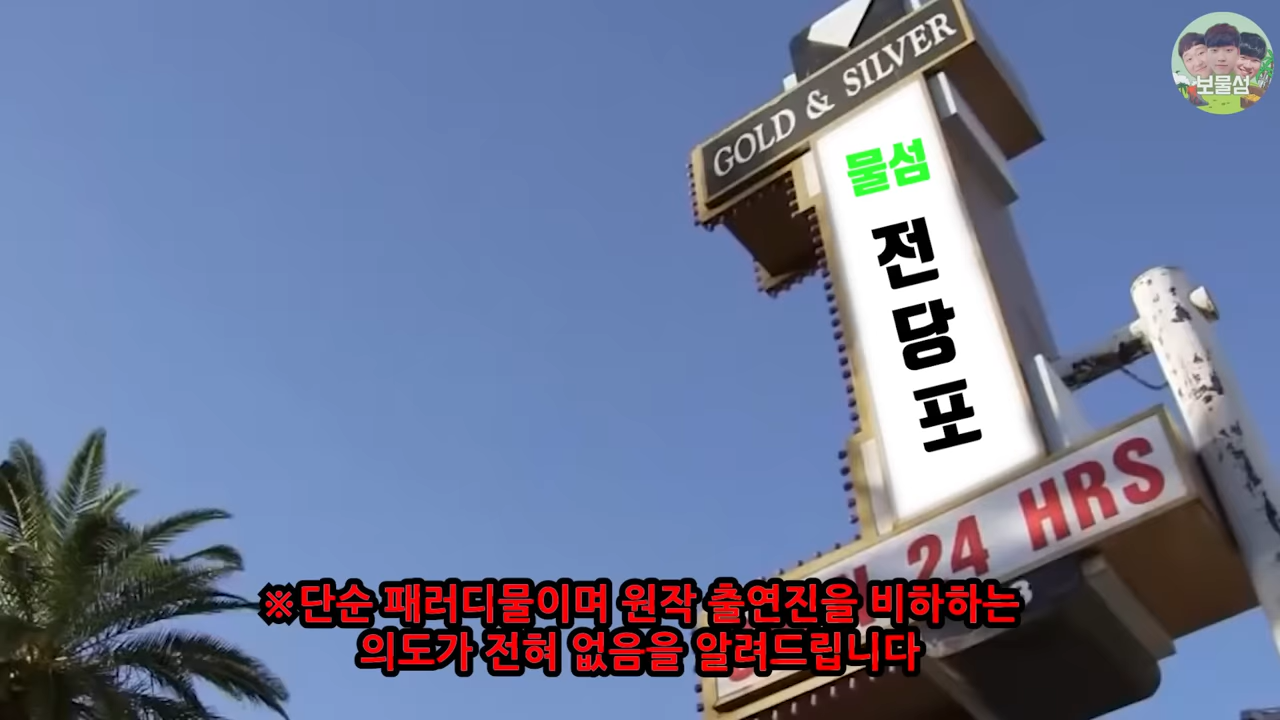 보물섬
GOLD & SILVER
물섬
전당포
24 HRS
※단순 패러디물이며 원작 출연진을 비하하는
의도가 전혀 없음을 알려드립니다